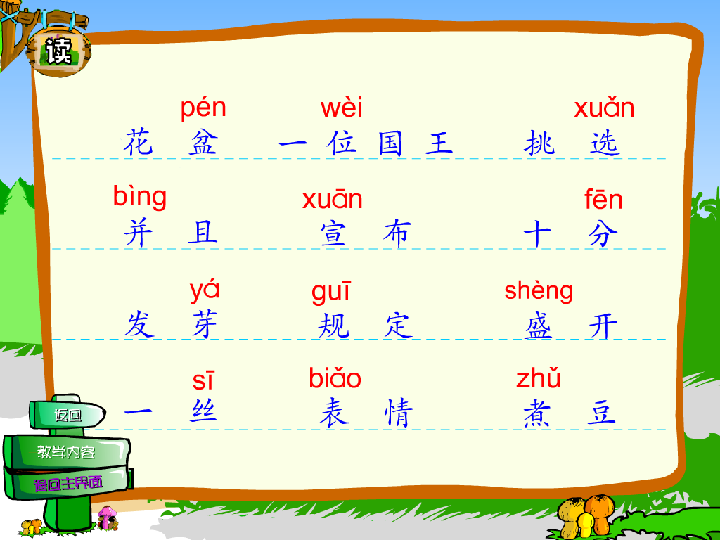 读
pén wèi xuǎn
花 盆 一 位 国 王 挑 选
bìng xuān fēn
并 且 宣 布 十 分
yá guī shèng
发 芽 规 定 盛 开
sī biǎo zhǔ
一 丝 表 情 煮 豆
返回
教学内容
退回主界面